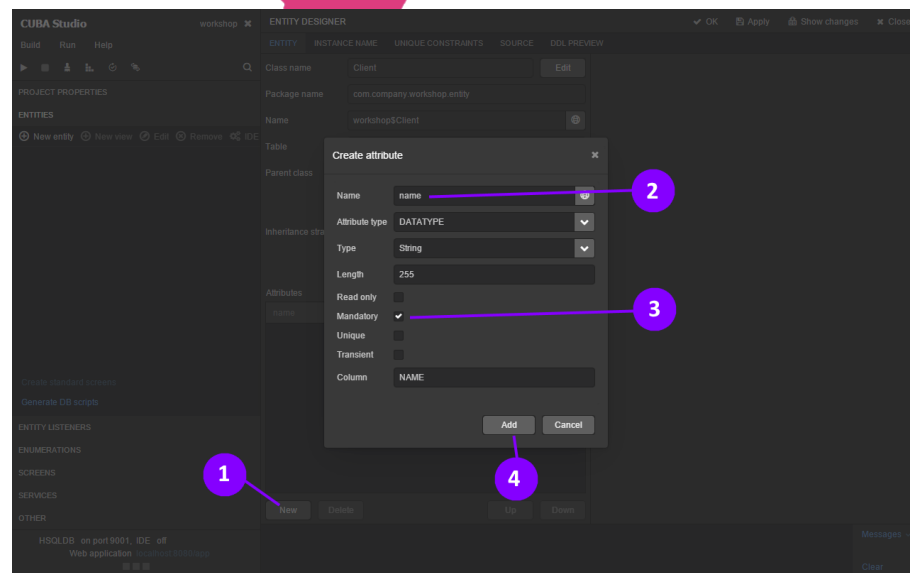 CUBA Studio workshop ✖ ENTITY DESIGNER OK Apply Show changes ✖ Close
Build Run Help ENTITY INSTANCE NAME UNIQUE CONSTRAINTS SOURCE DDL PREVIEW
Class name Client Edit
PROJECT PROPERTIES Package name com.company.workshop.entity
ENTITIES
Name workshop$Client
New entity New view Edit Remove IDE
Table
Create attribute ✖
Parent class
Name name 2
Attribute type DATATYPE
Inheritance stra
Type String
Length 255
Attributes
Read only
name
Mandatory 3
Unique
Transient
Column NAME
Create standard screens
Generate DB scripts
ENTITY LISTENERS Add Cancel
ENUMERATIONS
SCREENS 1 4
SERVICES
New Delete Up Down
OTHER
HSQLDB on port 9001, IDE off Messages
Web application localhost
Clear